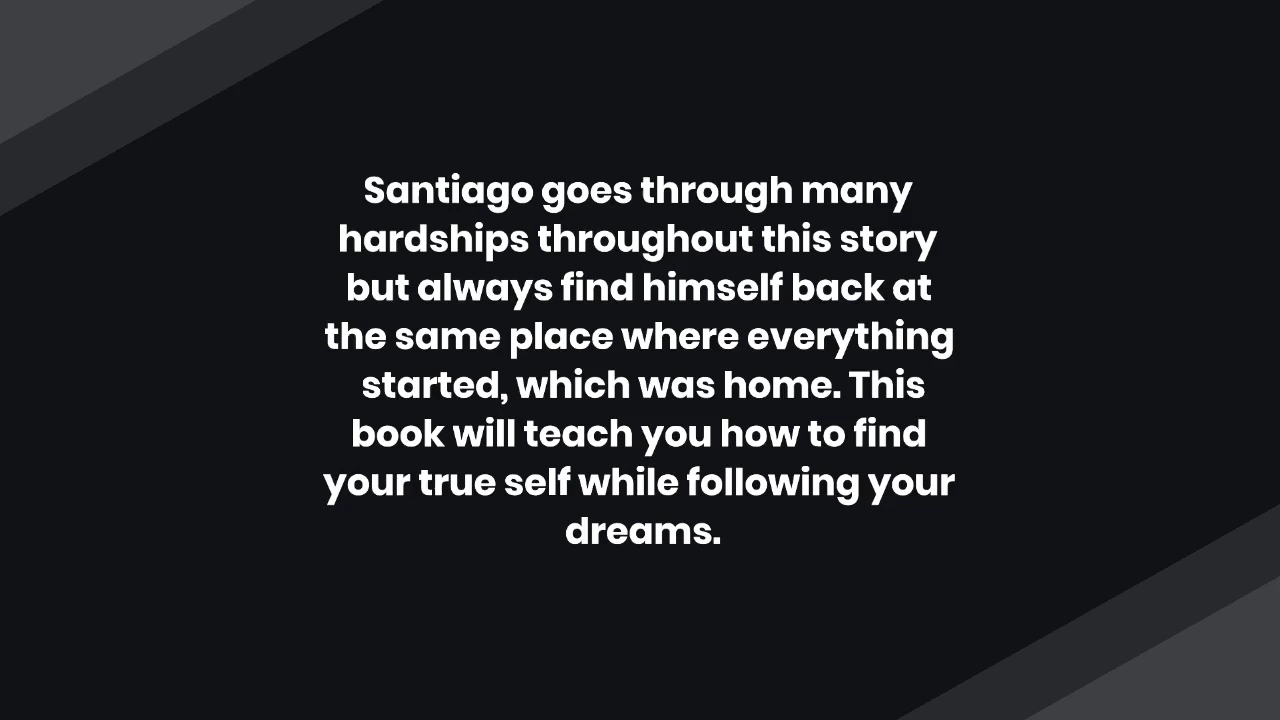 Santiago goes through many
hardships throughout this story
but always find himself back at
the same place where everything
started, which was home. This
book will teach you how to find
your true self while following your
dreams.